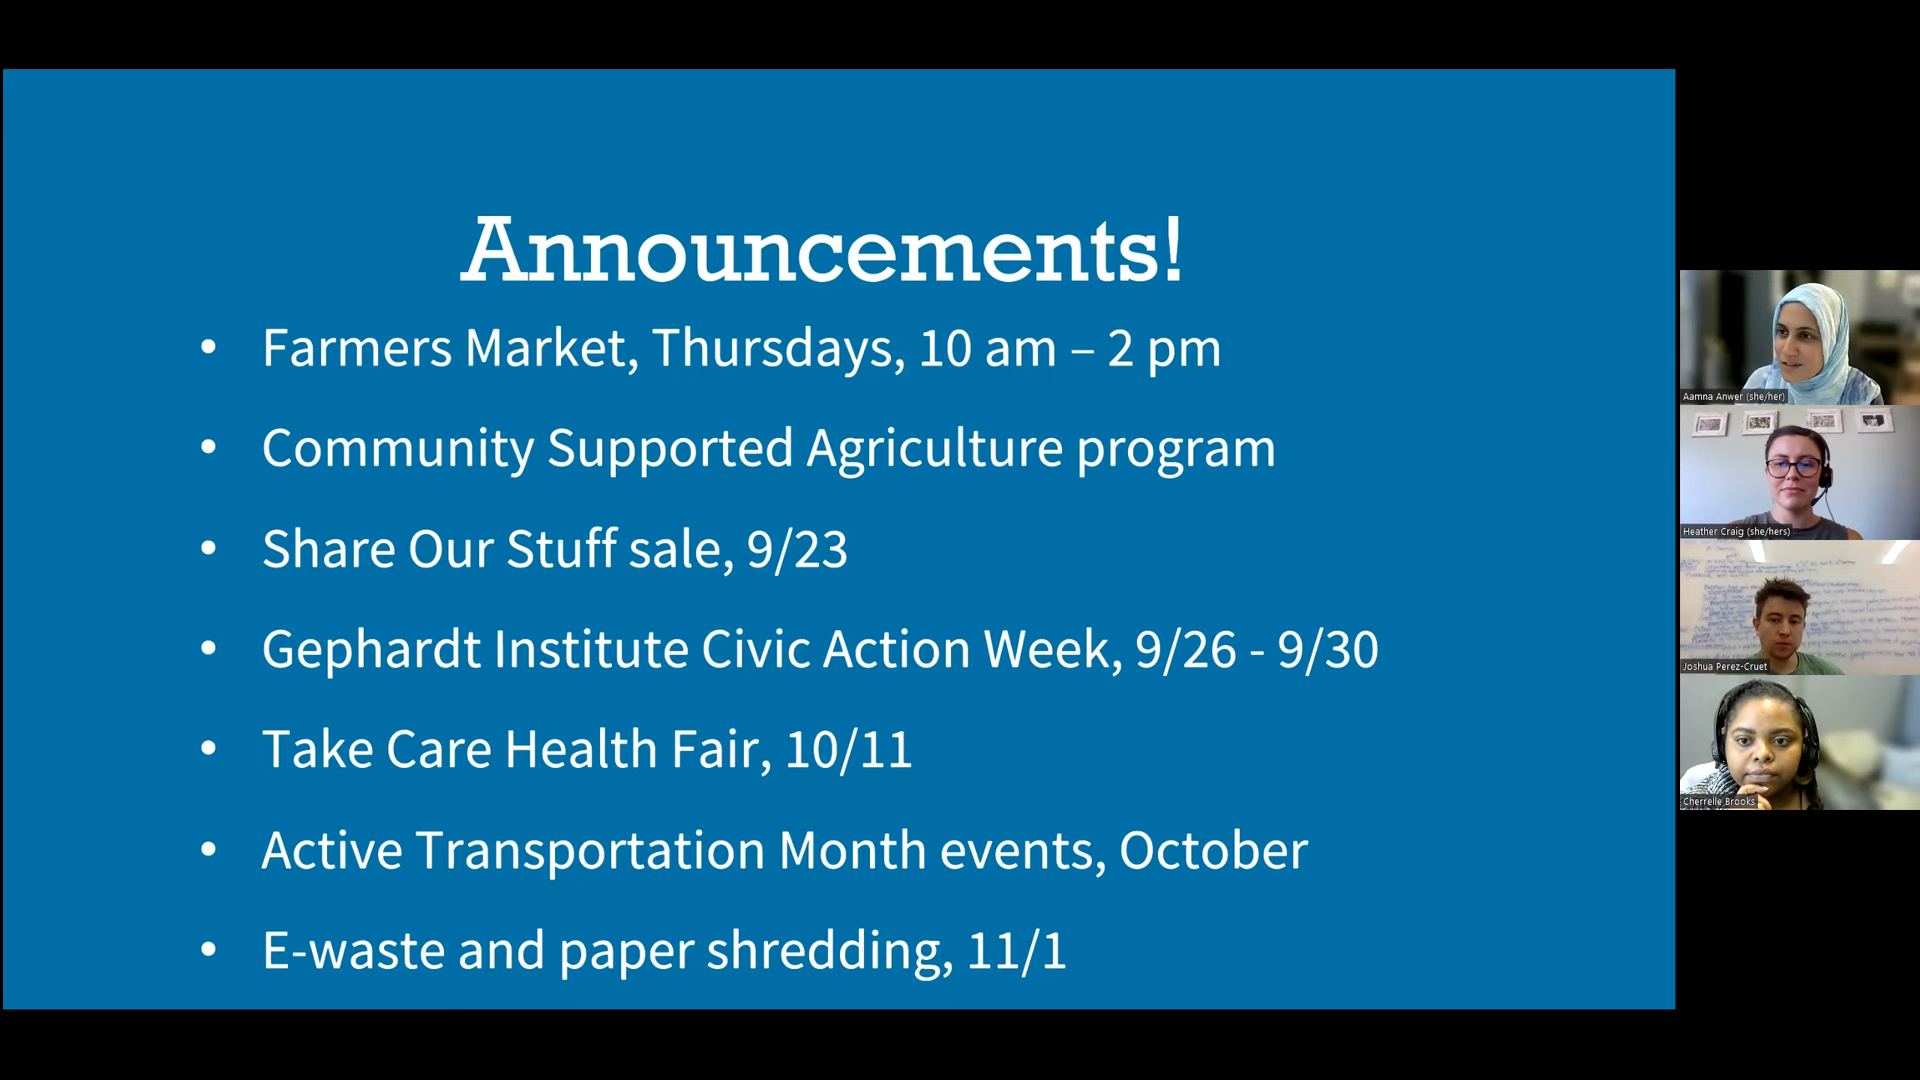 Announcements!
• Farmers Market, Thursdays, 10 am – 2 pm
• Community Supported Agriculture program
• Share Our Stuff sale, 9/23
• Gephardt Institute Civic Action Week, 9/26 - 9/30
• Take Care Health Fair, 10/11
• Active Transportation Month events, October
• E-waste and paper shredding, 11/1
Aamna Anwer (she/her)
Heather Craig (she/hers)
Joshua Perez-Cruet
Cherrelle Brooks